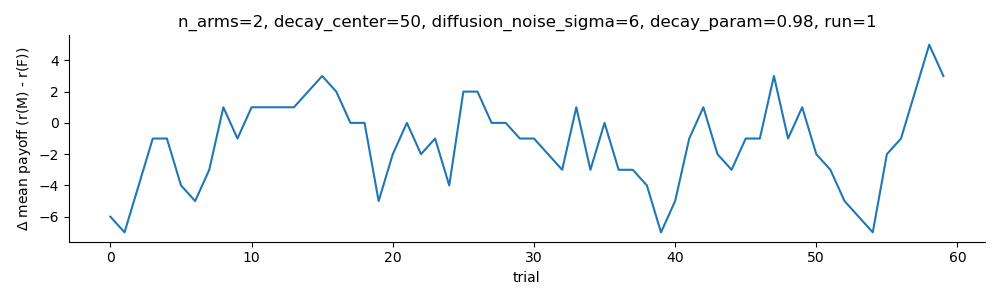 n_arms=2, decay_center=50, diffusion_noise_sigma=6, decay_param=0.98, run=1
Δ mean payoff (r(M) - r(F))
4
2
0
−2
−4
−6
0 10 20 30 40 50 60
trial